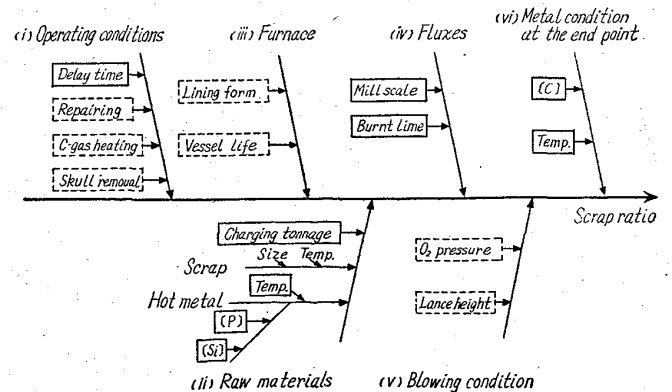 (i) Operating conditions
(iii) Furnace
(iv) Fluxes
(vi) Metal condition
at the end point
Delay time
Repairing
C-gas heating
Skull removal
Lining form
Vessel life
Mill scale
Burnt lime
[C]
Temp.
Scrap ratio
Charging tonnage
Size Temp.
Scrap
Temp.
Hot metal
[P]
[Si]
O₂ pressure
Lance height
(ii) Raw materials
(v) Blowing condition